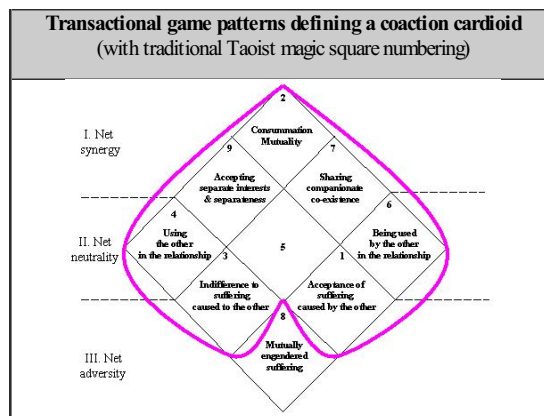 Transactional game patterns defining a coaction cardioid
(with traditional Taoist magic square numbering)
I. Net
synergy
2
Consummation
Mutuality
9
Accepting
separate interests
& separateness
7
Sharing
companionate
co-existence
II. Net
neutrality
4
Using
the other
in the relationship
5
6
Being used
by the other
in the relationship
3
Indifference to
suffering
caused to the other
1
Acceptance of
suffering
caused by the other
III. Net
adversity
8
Mutually
engendered
suffering